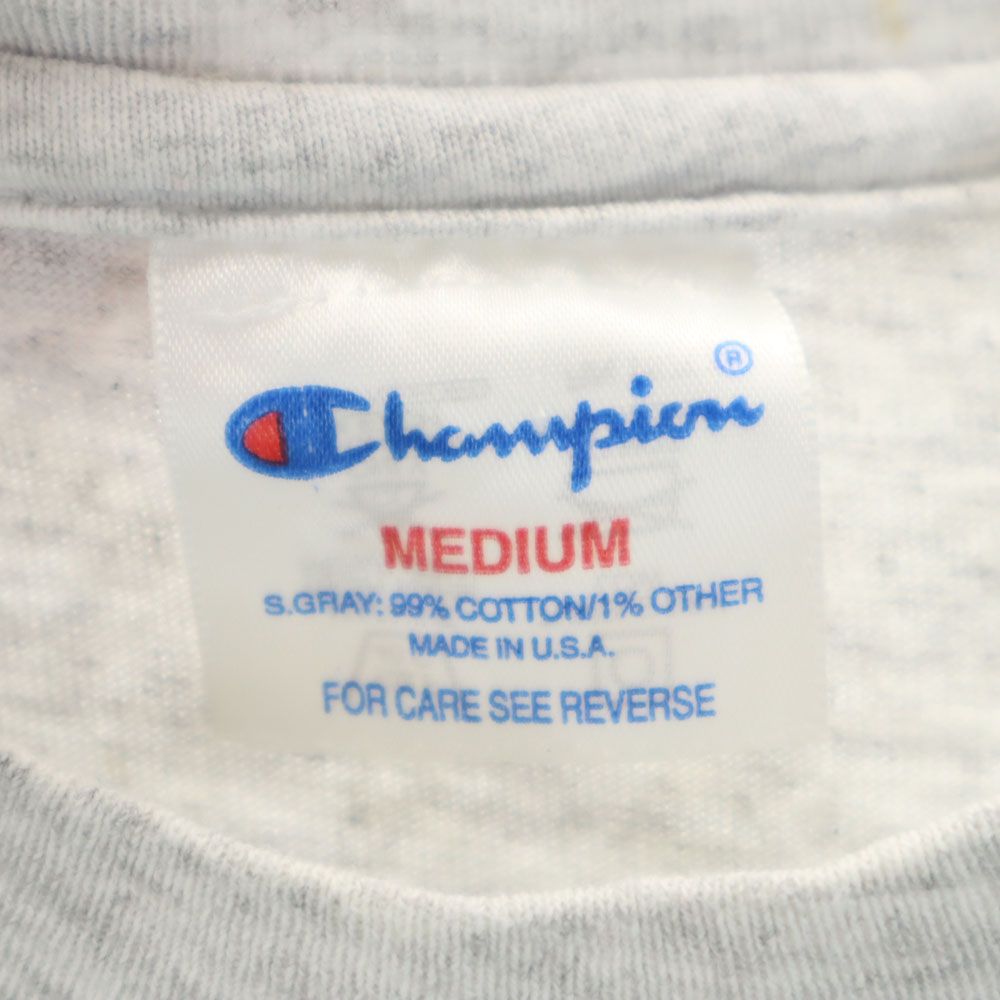 Champion®
MEDIUM
S.GRAY: 99% COTTON/1% OTHER
MADE IN U.S.A.
FOR CARE SEE REVERSE